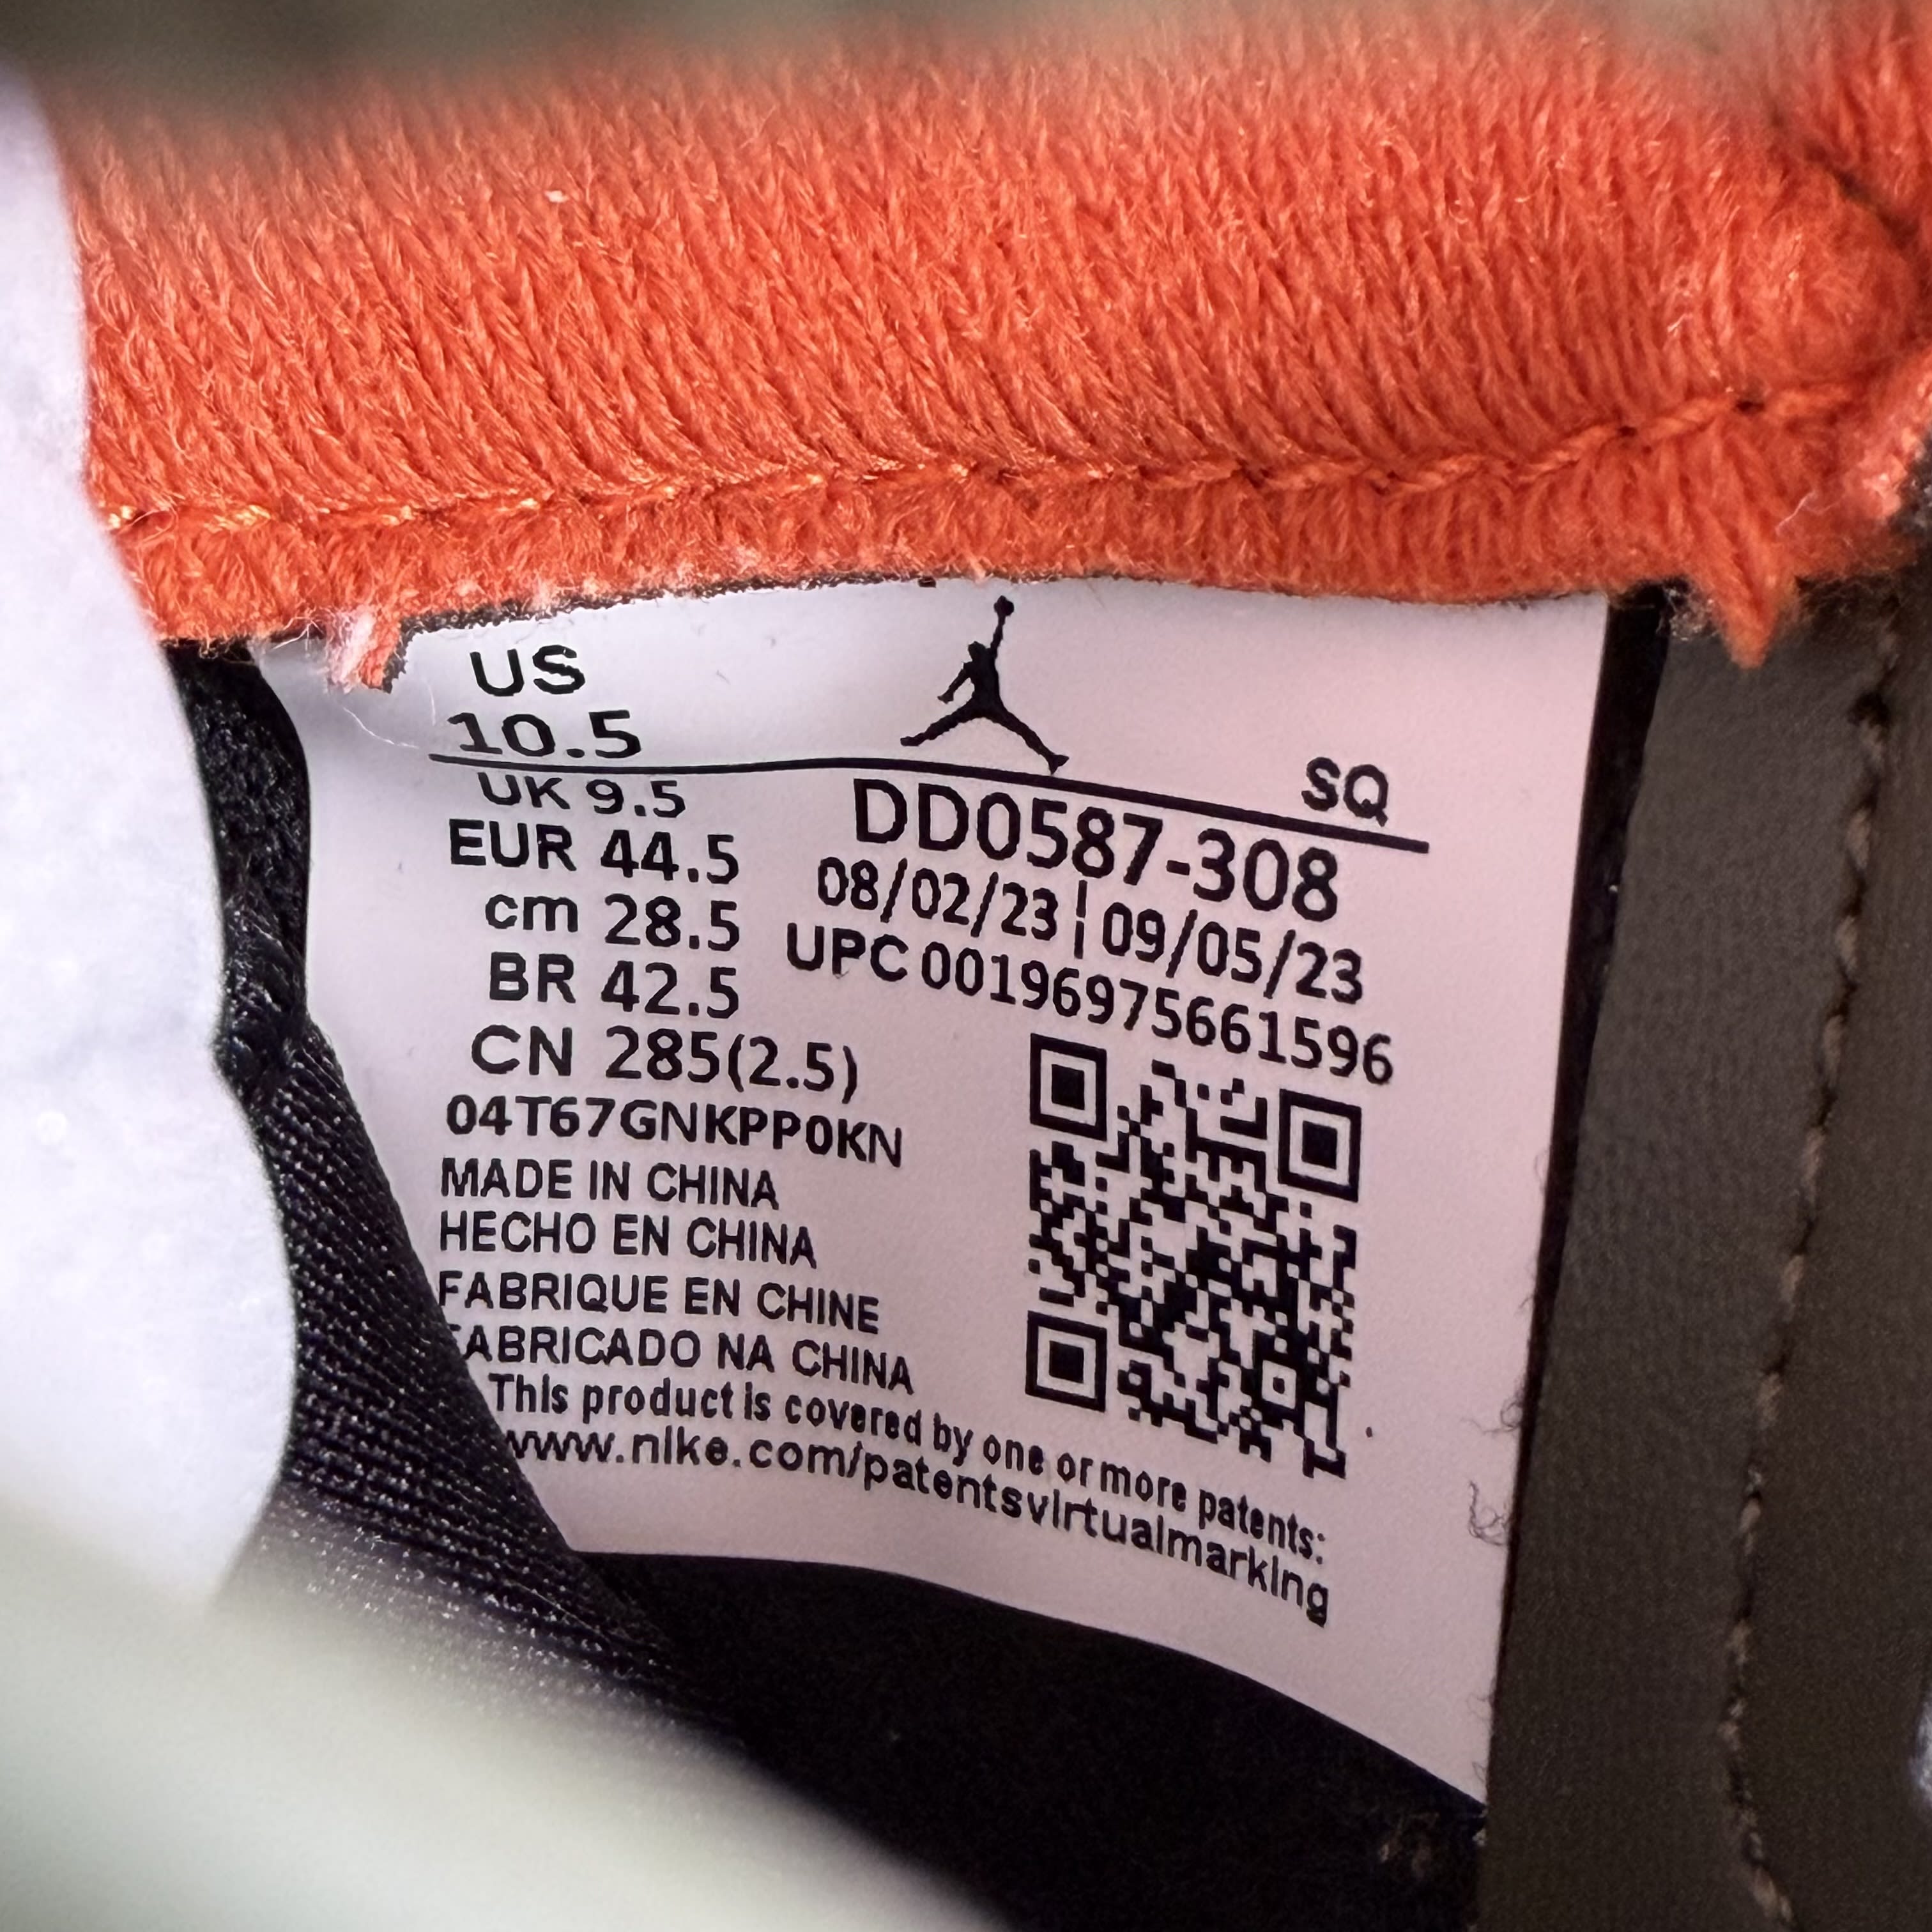 US
10.5
SQ
UK 9.5
EUR 44.5
cm 28.5
BR 42.5
CN 285(2.5)
04T67GNKPP0KN
MADE IN CHINA
HECHO EN CHINA
FABRIQUE EN CHINE
FABRICADO NA CHINA
DD0587-308
08/02/23 | 09/05/23
UPC 00196975661596
This product is covered by one or more patents:
www.nike.com/patentsvirtualmarking